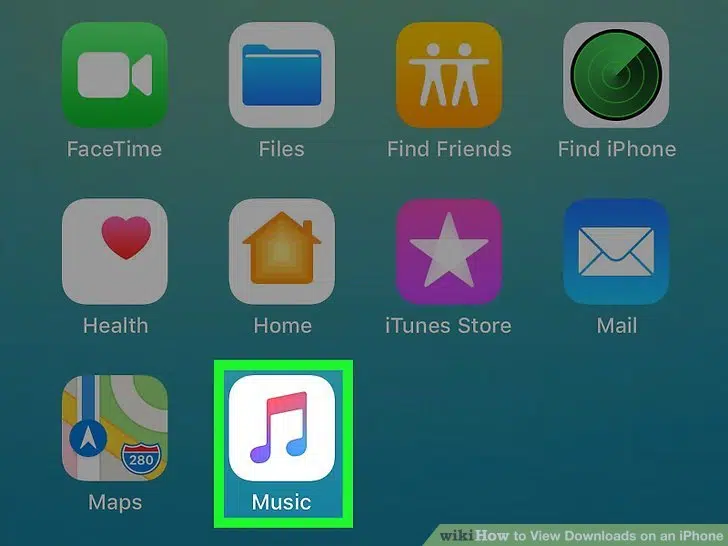 FaceTime Files Find Friends Find iPhone
Health Home iTunes Store Mail
280
Maps Music
wikiHow to View Downloads on an iPhone